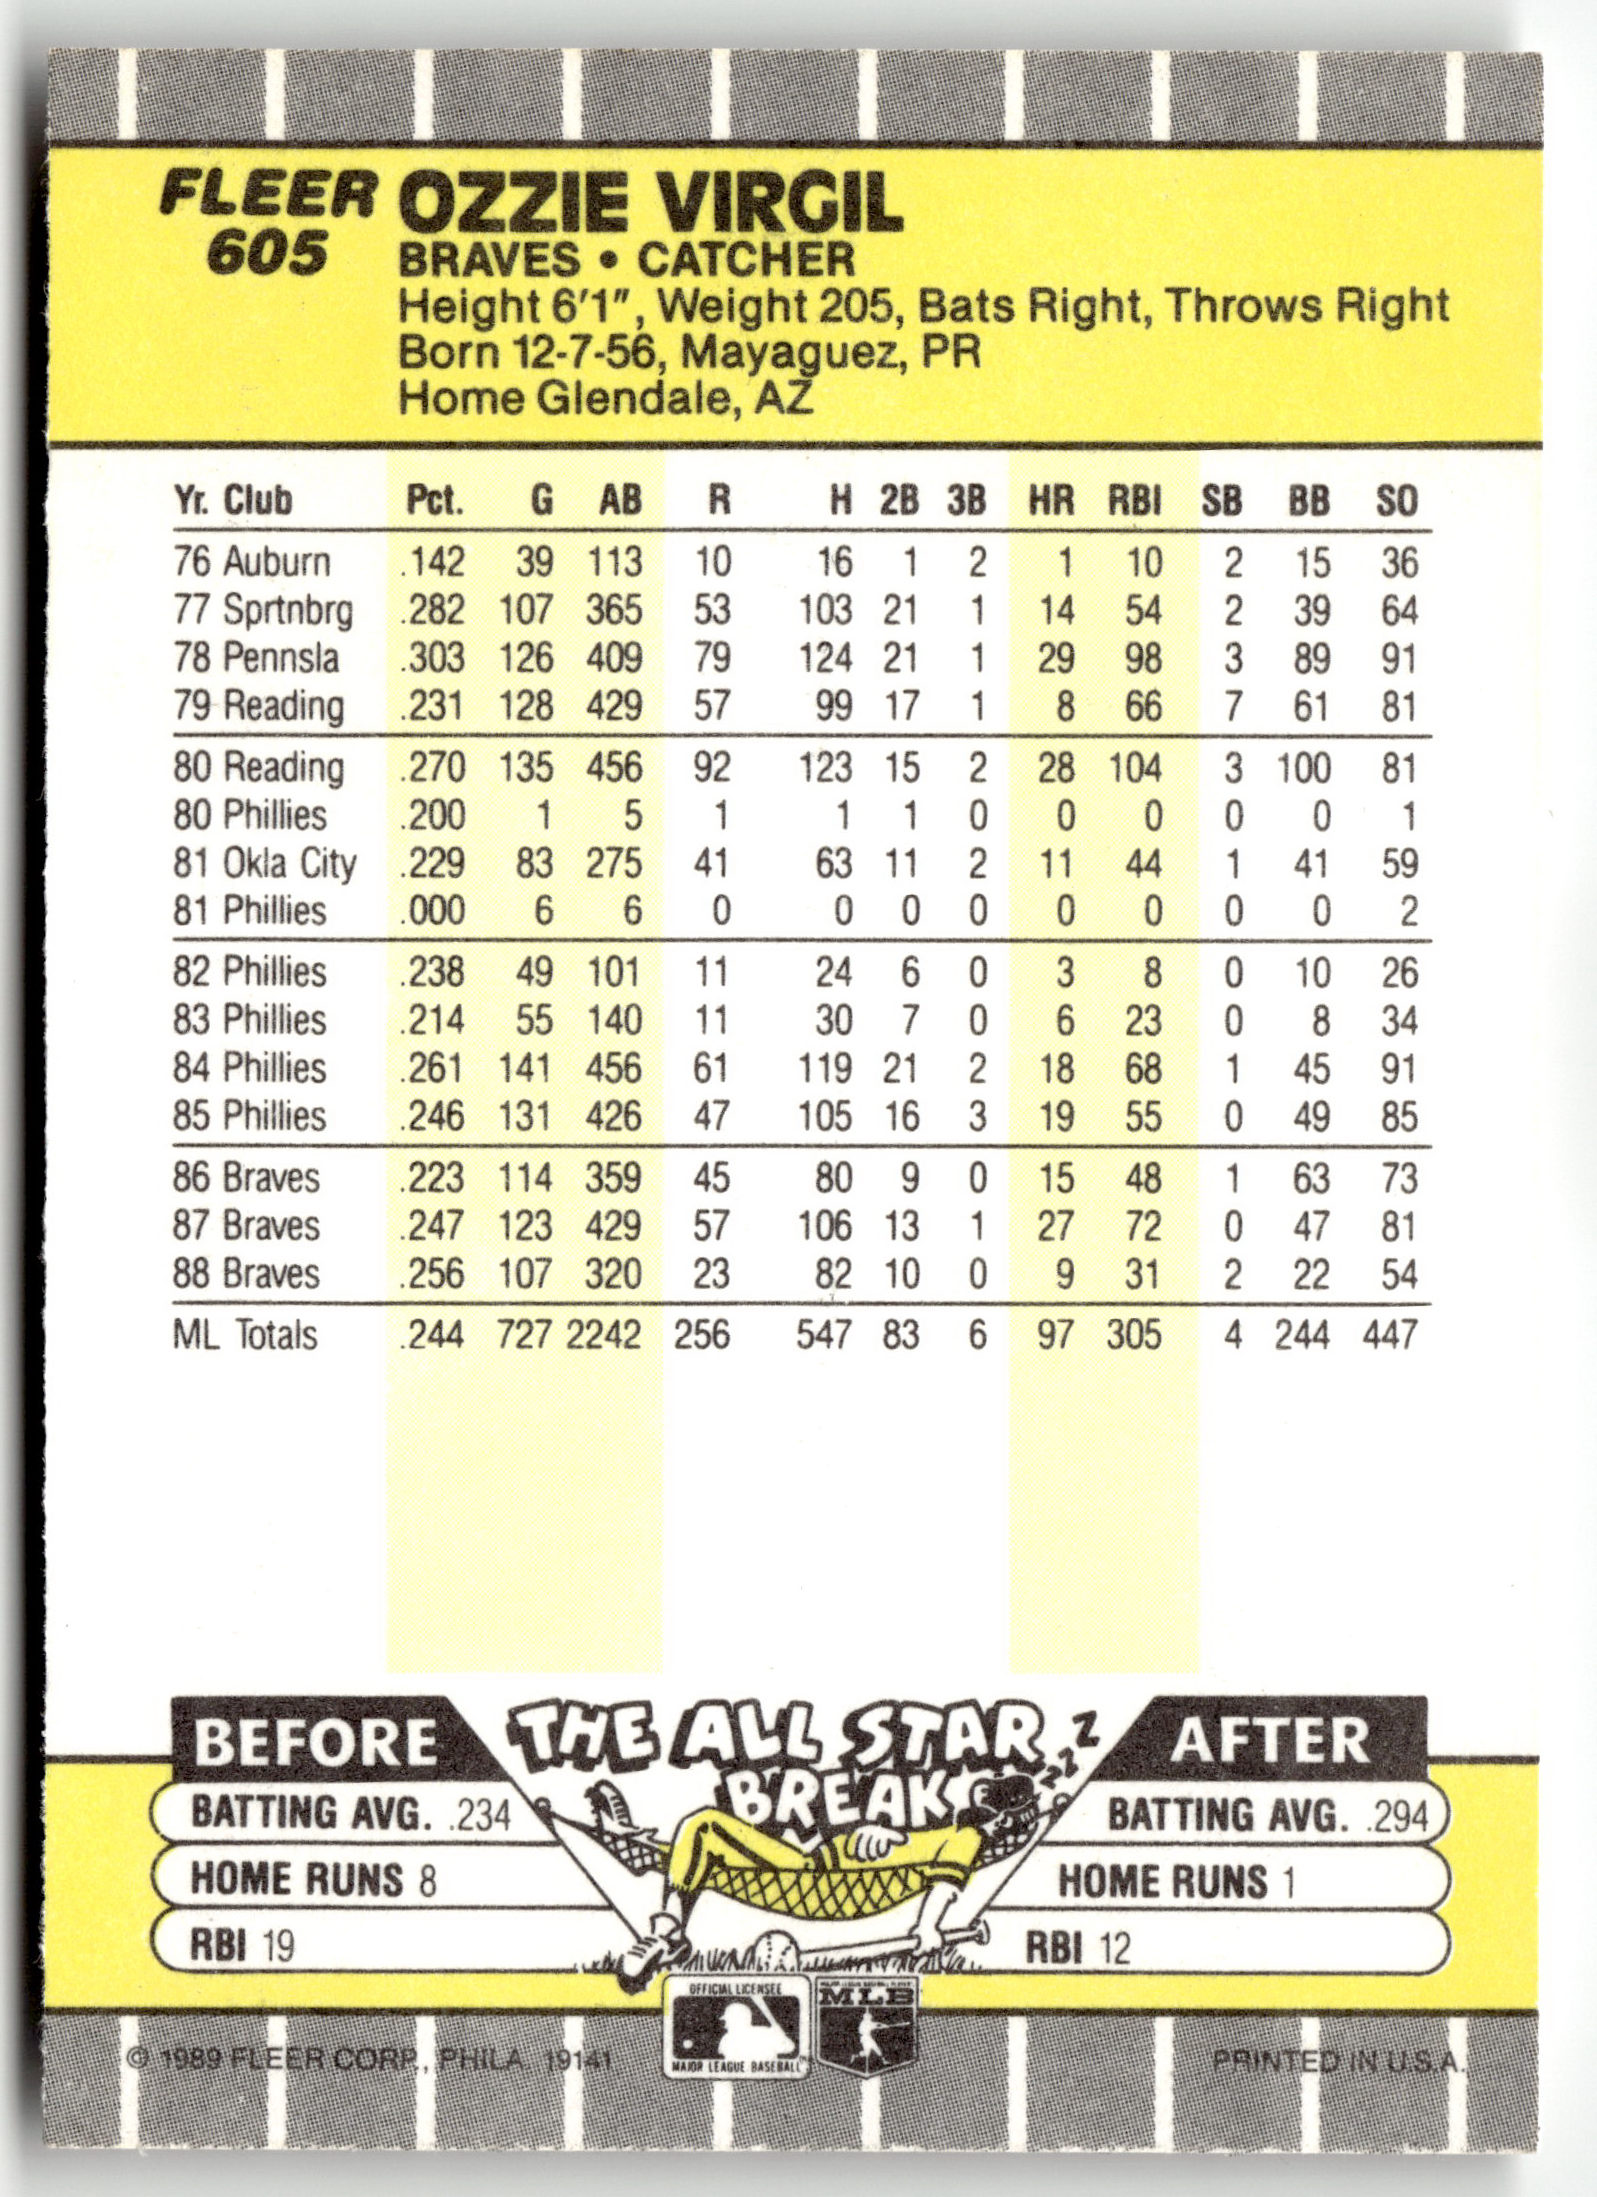 FLEER OZZIE VIRGIL
605 BRAVES • CATCHER
Height 6'1", Weight 205, Bats Right, Throws Right
Born 12-7-56, Mayaguez, PR
Home Glendale, AZ
Yr. Club Pct. G AB R H 2B 3B HR RBI SB BB SO
76 Auburn .142 39 113 10 16 1 2 1 10 2 15 36
77 Sprtnbrg .282 107 365 53 103 21 1 14 54 2 39 64
78 Pennsla .303 126 409 79 124 21 1 29 98 3 89 91
79 Reading .231 128 429 57 99 17 1 8 66 7 61 81
80 Reading .270 135 456 92 123 15 2 28 104 3 100 81
80 Phillies .200 1 5 1 1 1 0 0 0 0 0 1
81 Okla City .229 83 275 41 63 11 2 11 44 1 41 59
81 Phillies .000 6 6 0 0 0 0 0 0 0 0 2
82 Phillies .238 49 101 11 24 6 0 3 8 0 10 26
83 Phillies .214 55 140 11 30 7 0 6 23 0 8 34
84 Phillies .261 141 456 61 119 21 2 18 68 1 45 91
85 Phillies .246 131 426 47 105 16 3 19 55 0 49 85
86 Braves .223 114 359 45 80 9 0 15 48 1 63 73
87 Braves .247 123 429 57 106 13 1 27 72 0 47 81
88 Braves .256 107 320 23 82 10 0 9 31 2 22 54
ML Totals .244 727 2242 256 547 83 6 97 305 4 244 447
BEFORE THE ALL STAR BREAK zzzZ AFTER
BATTING AVG. .234 BATTING AVG. .294
HOME RUNS 8 HOME RUNS 1
RBI 19 RBI 12
OFFICIAL LICENSEE
MAJOR LEAGUE BASEBALL
MLB
© 1989 FLEER CORP., PHILA. 19141 PRINTED IN U.S.A.